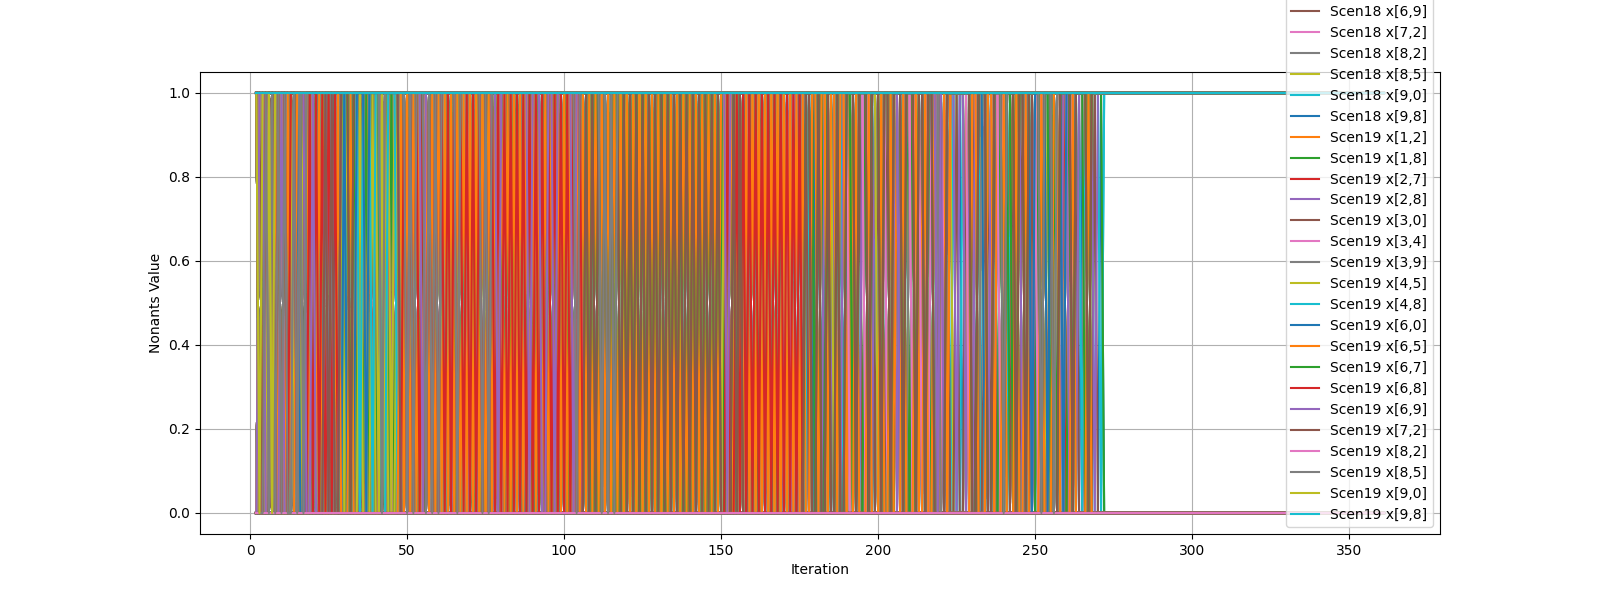 Scen18 x[6,9]
Scen18 x[7,2]
Scen18 x[8,2]
Scen18 x[8,5]
Scen18 x[9,0]
Scen18 x[9,8]
Scen19 x[1,2]
Scen19 x[1,8]
Scen19 x[2,7]
Scen19 x[2,8]
Scen19 x[3,0]
Scen19 x[3,4]
Scen19 x[3,9]
Scen19 x[4,5]
Scen19 x[4,8]
Scen19 x[6,0]
Scen19 x[6,5]
Scen19 x[6,7]
Scen19 x[6,8]
Scen19 x[6,9]
Scen19 x[7,2]
Scen19 x[8,2]
Scen19 x[8,5]
Scen19 x[9,0]
Scen19 x[9,8]
1.0
0.8
0.6
0.4
0.2
0.0
Nonants Value
0 50 100 150 200 250 300 350
Iteration